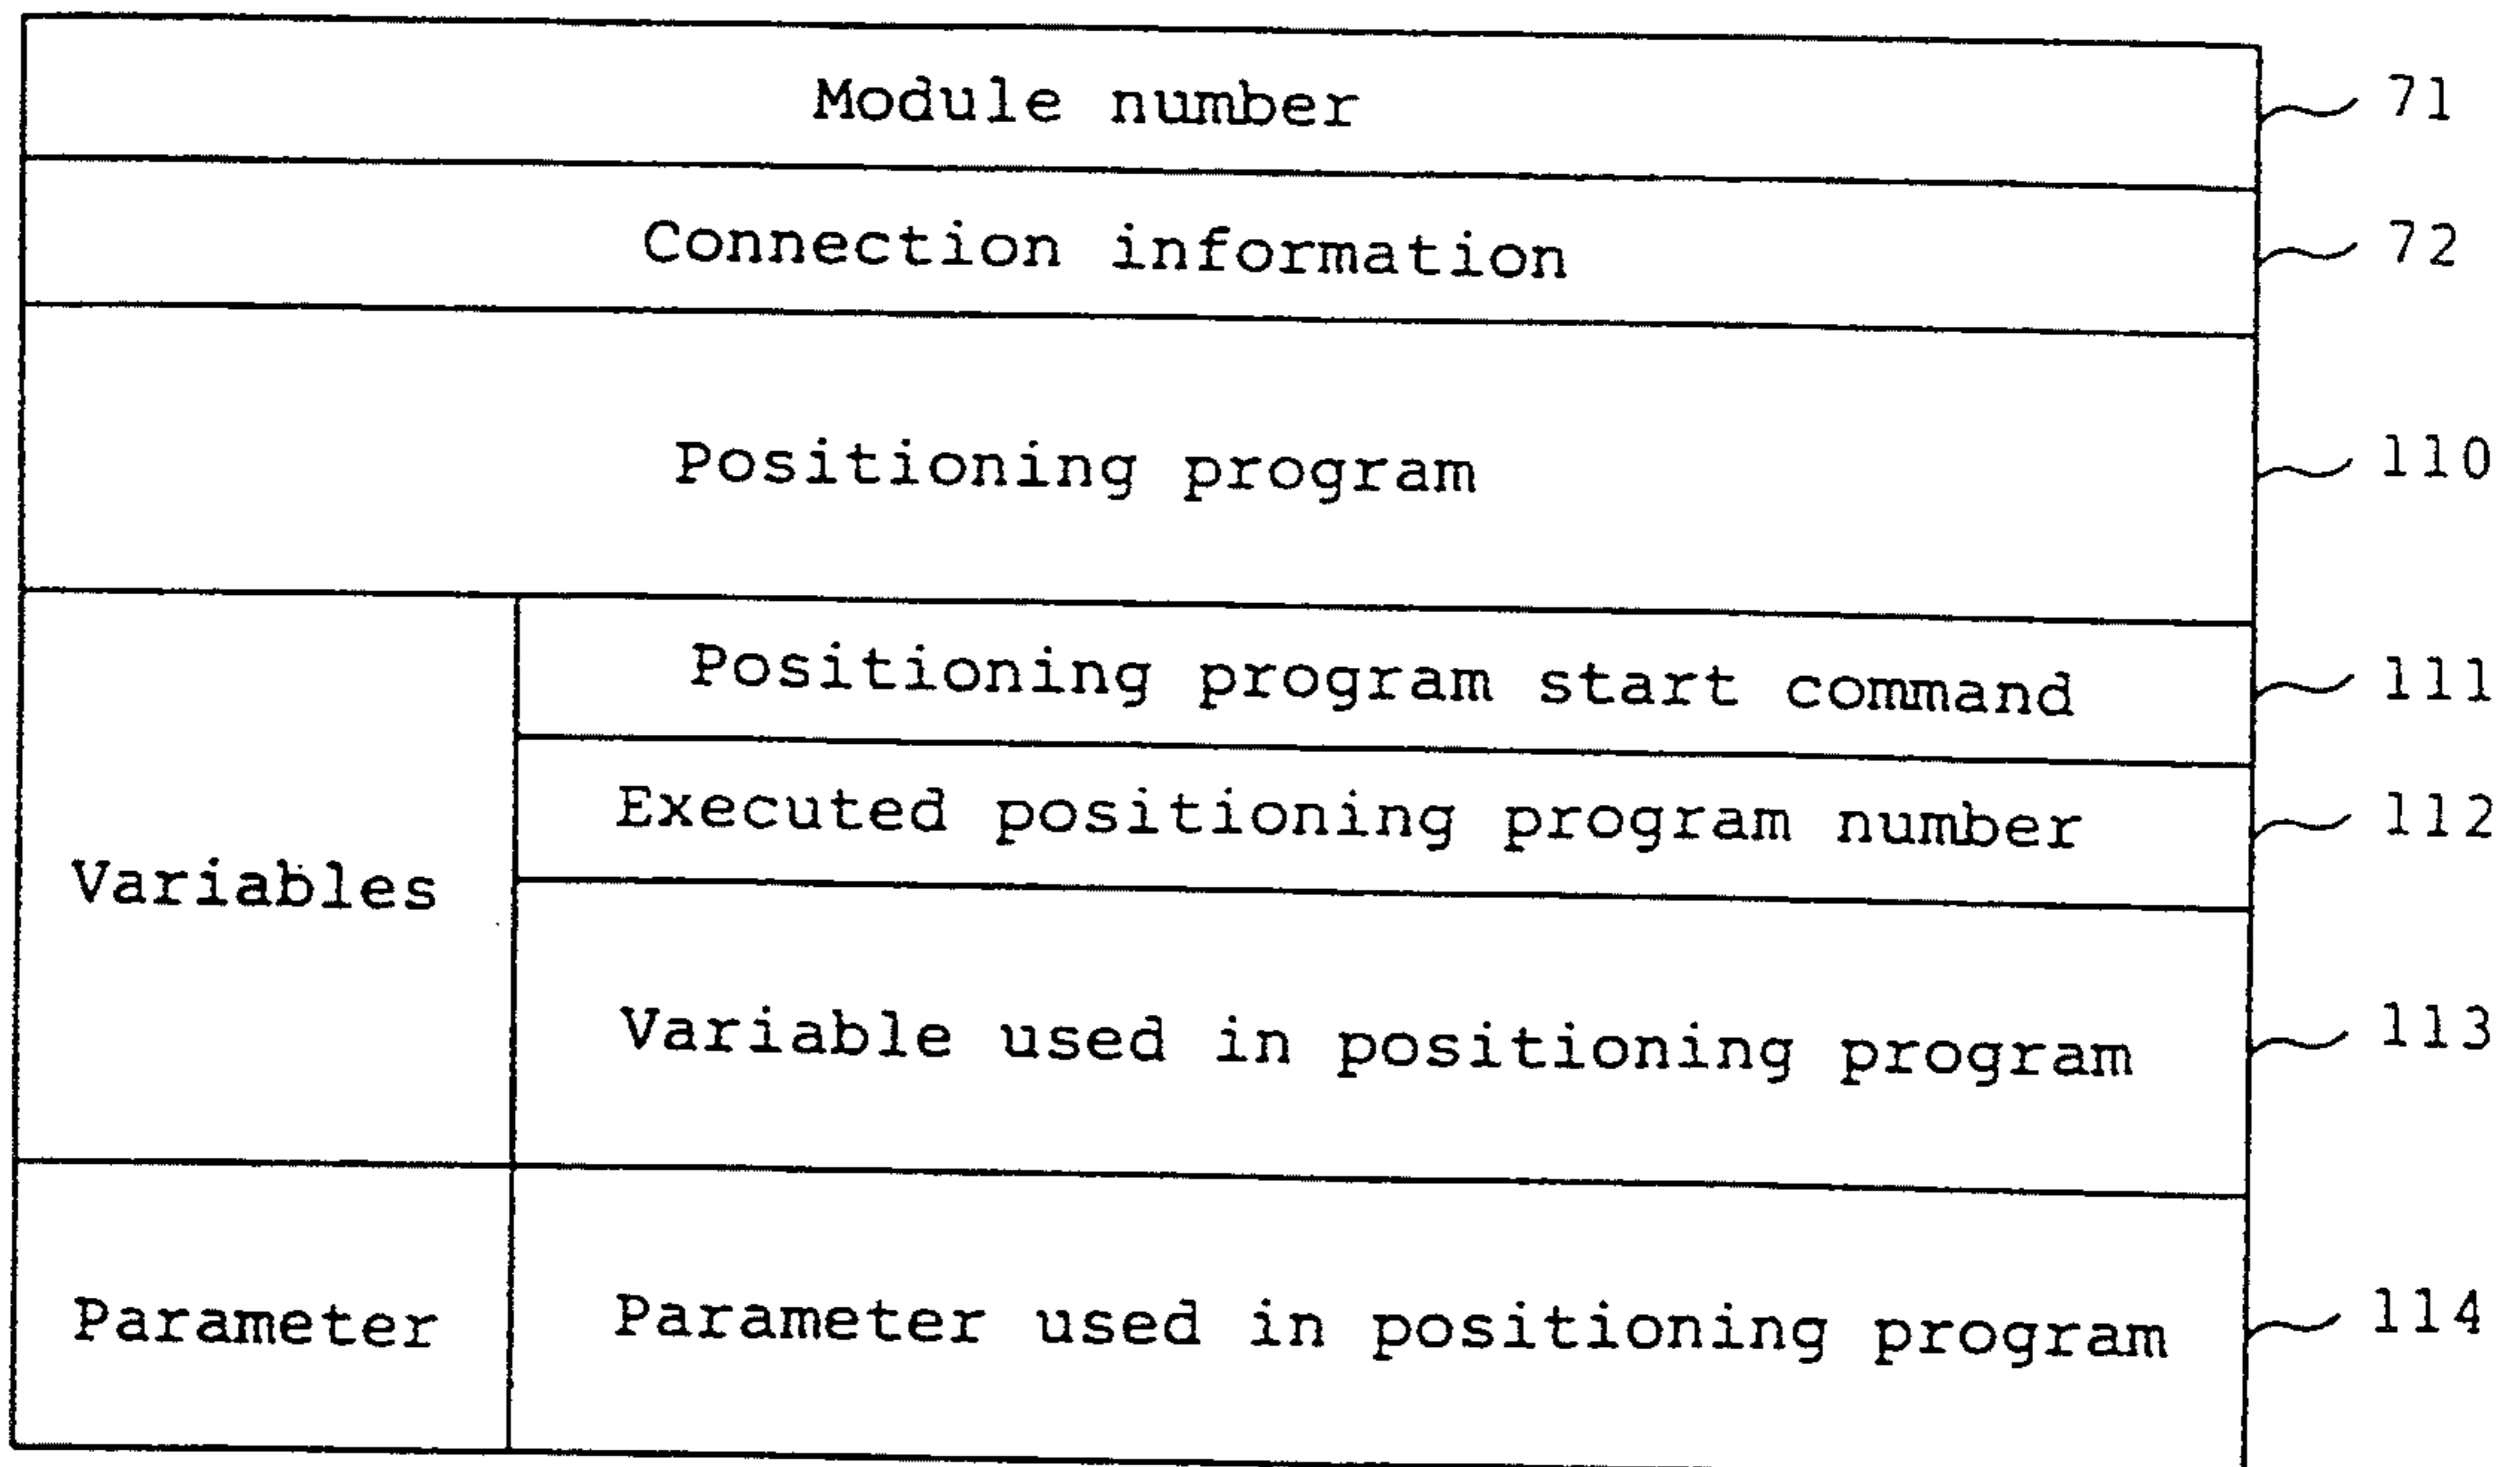 Module number 71
Connection information 72
Positioning program 110
Positioning program start command 111
Executed positioning program number 112
Variables
Variable used in positioning program 113
Parameter
Parameter used in positioning program 114